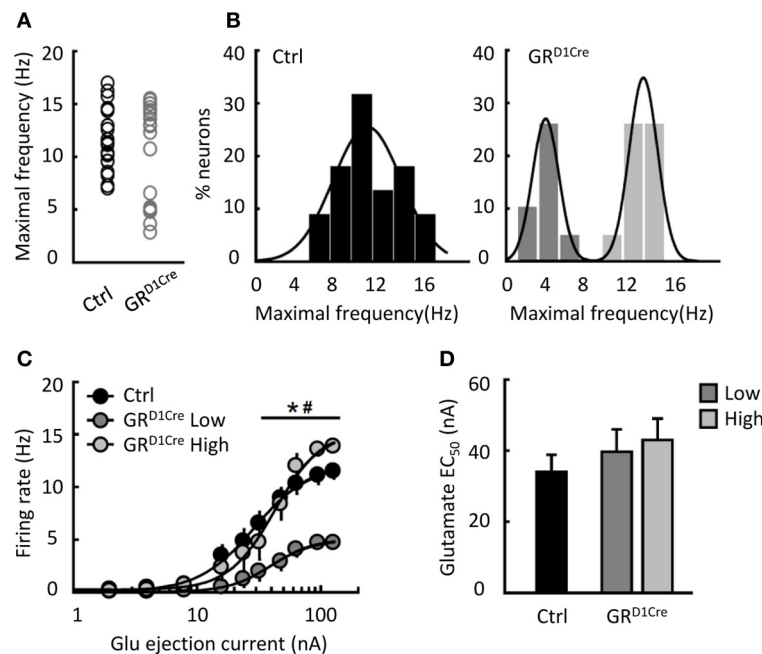 A
Maximal frequency (Hz)
20
15
10
5
0
Ctrl
GR^D1Cre
B
Ctrl
% neurons
40
30
20
10
0
0 4 8 12 16
Maximal frequency(Hz)
GR^D1Cre
40
30
20
10
0
0 4 8 12 16
Maximal frequency(Hz)
C
Firing rate (Hz)
20
15
10
5
0
Ctrl
GR^D1Cre Low
GR^D1Cre High
* #
1 10 100
Glu ejection current (nA)
D
Glutamate EC50 (nA)
60
40
20
0
Low
High
Ctrl
GR^D1Cre